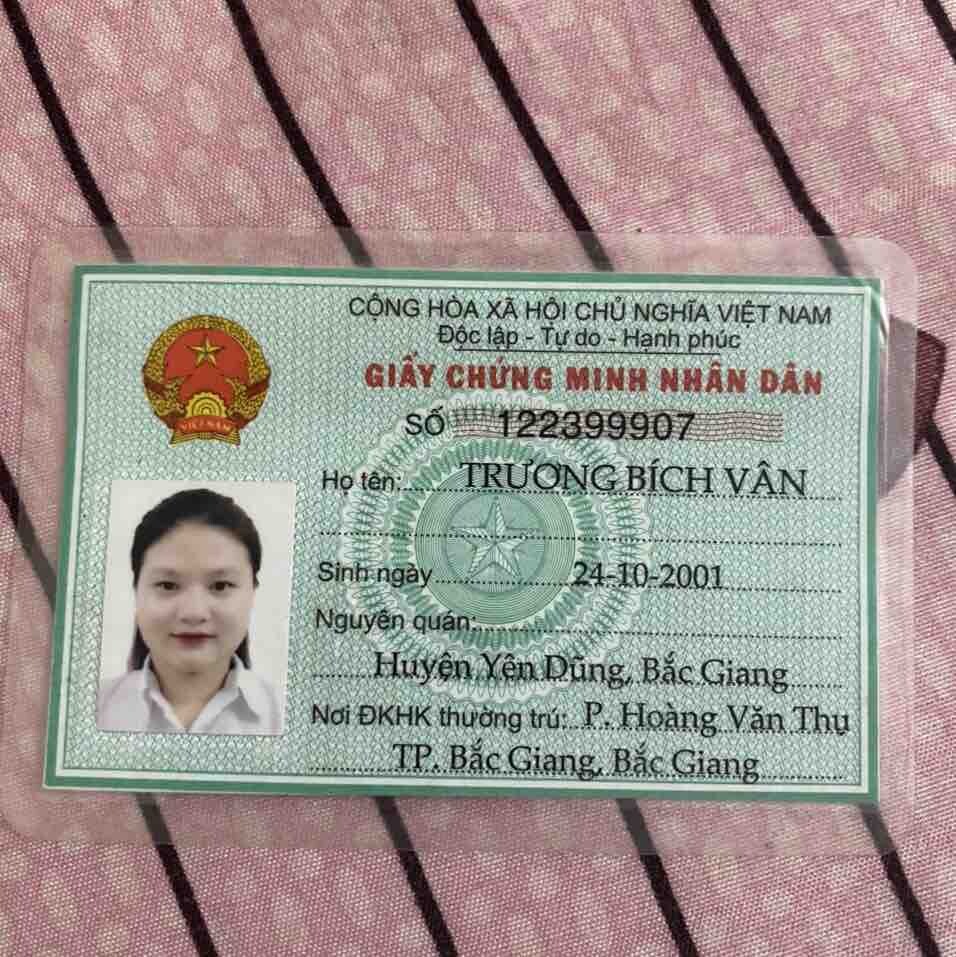 CỘNG HÒA XÃ HỘI CHỦ NGHĨA VIỆT NAM
Độc lập - Tự do - Hạnh phúc
GIẤY CHỨNG MINH NHÂN DÂN
SỐ 122399907
VIỆT NAM
Họ tên: TRƯƠNG BÍCH VÂN
Sinh ngày 24-10-2001
Nguyên quán:
Huyện Yên Dũng, Bắc Giang
Nơi ĐKHK thường trú: P. Hoàng Văn Thụ
TP. Bắc Giang, Bắc Giang